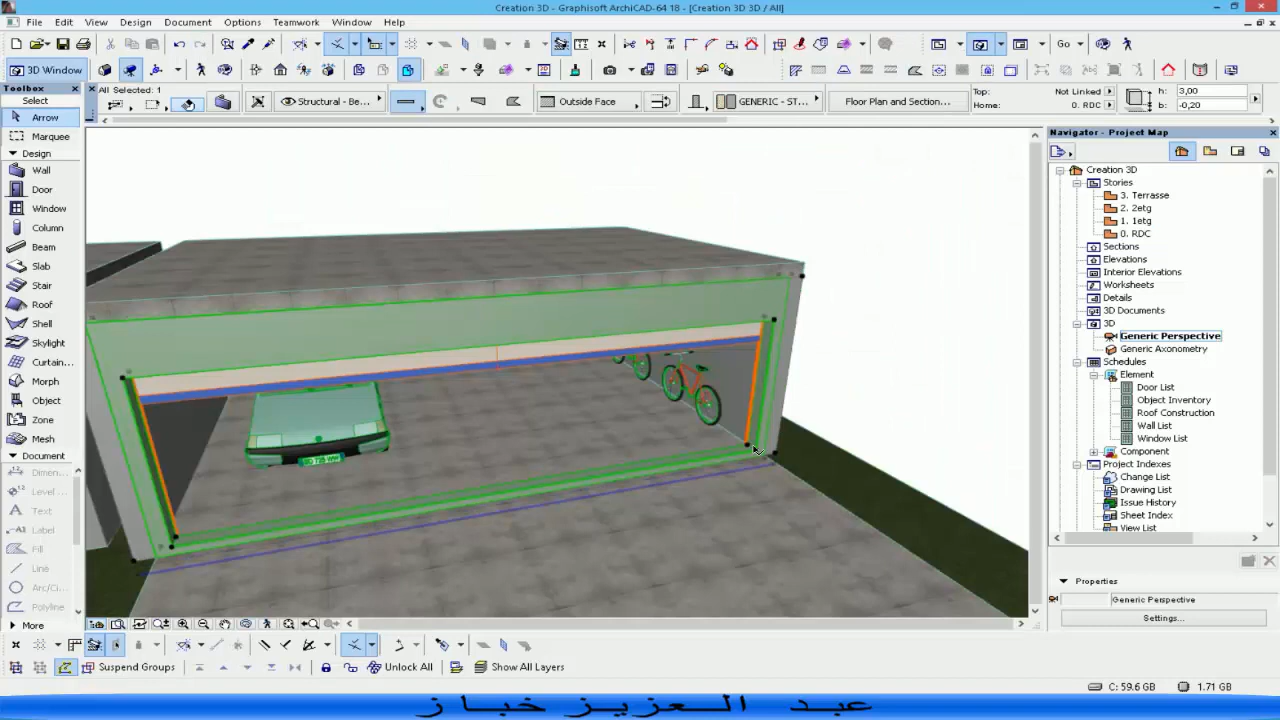 Creation 3D - Graphisoft ArchiCAD-64 18 - [Creation 3D 3D / All]
File Edit View Design Document Options Teamwork Window Help
Go
3D Window
Toolbox
All Selected: 1
Select
Structural - Be...
Outside Face
GENERIC - ST...
Floor Plan and Section...
Top: Not Linked
Home: 0. RDC
h: 3,00
b: -0,20
Arrow
Marquee
Design
Wall
Door
Window
Column
Beam
Slab
Stair
Roof
Shell
Skylight
Curtain...
Morph
Object
Zone
Mesh
Document
Dimen...
Level ...
Text
Label
Fill
Line
Arc/Ci...
Polyline
More
Navigator - Project Map
Creation 3D
Stories
3. Terrasse
2. 2etg
1. 1etg
0. RDC
Sections
Elevations
Interior Elevations
Worksheets
Details
3D Documents
3D
Generic Perspective
Generic Axonometry
Schedules
Element
Door List
Object Inventory
Roof Construction
Wall List
Window List
Component
Project Indexes
Change List
Drawing List
Issue History
Sheet Index
View List
Properties
Generic Perspective
Settings...
Suspend Groups
Unlock All
Show All Layers
C: 59.6 GB
1.71 GB
عبد العزيز خباز